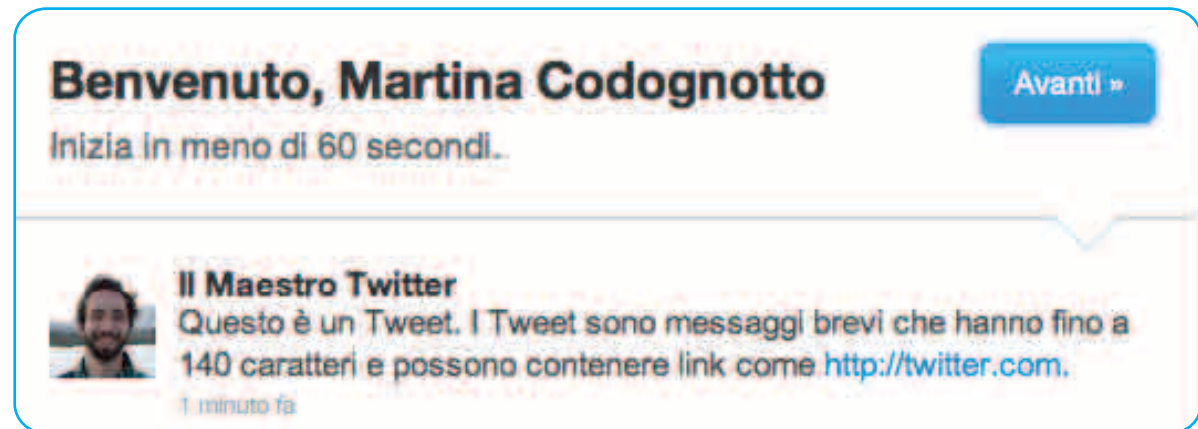 Benvenuto, Martina Codognotto
Avanti »
Inizia in meno di 60 secondi.
Il Maestro Twitter
Questo è un Tweet. I Tweet sono messaggi brevi che hanno fino a
140 caratteri e possono contenere link come http://twitter.com.
1 minuto fa